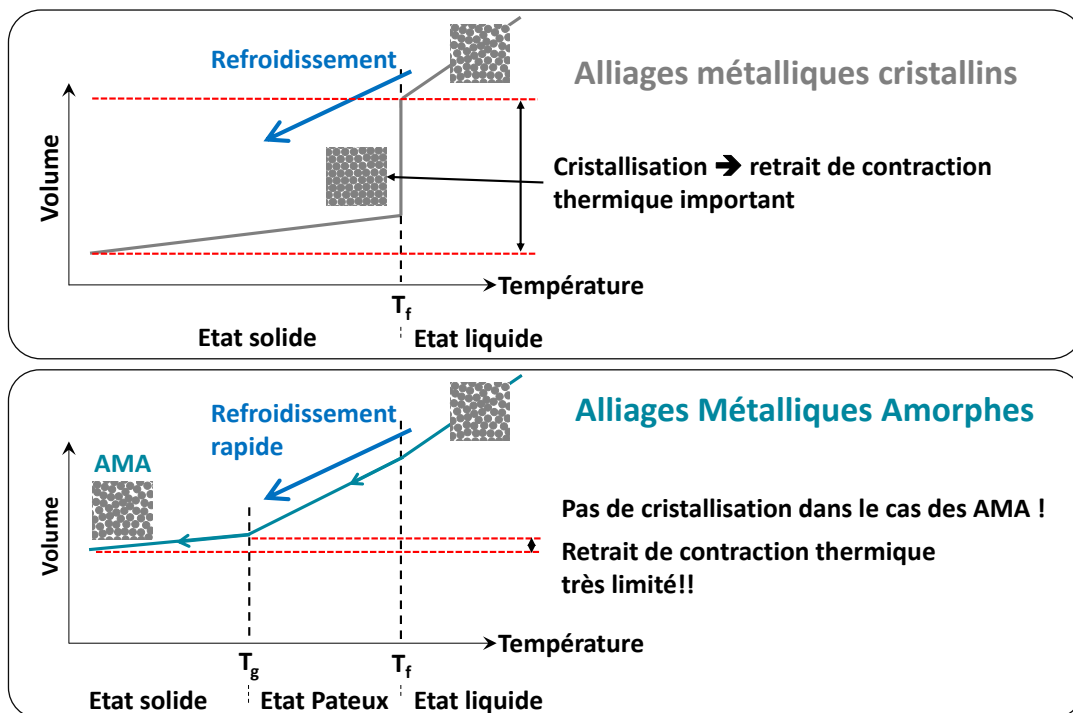 Refroidissement
Alliages métalliques cristallins
Volume
Cristallisation ➔ retrait de contraction
thermique important
Température
Tf
Etat solide
Etat liquide
Refroidissement
rapide
Alliages Métalliques Amorphes
AMA
Volume
Pas de cristallisation dans le cas des AMA !
Retrait de contraction thermique
très limité!!
Température
Tg
Tf
Etat solide
Etat Pateux
Etat liquide